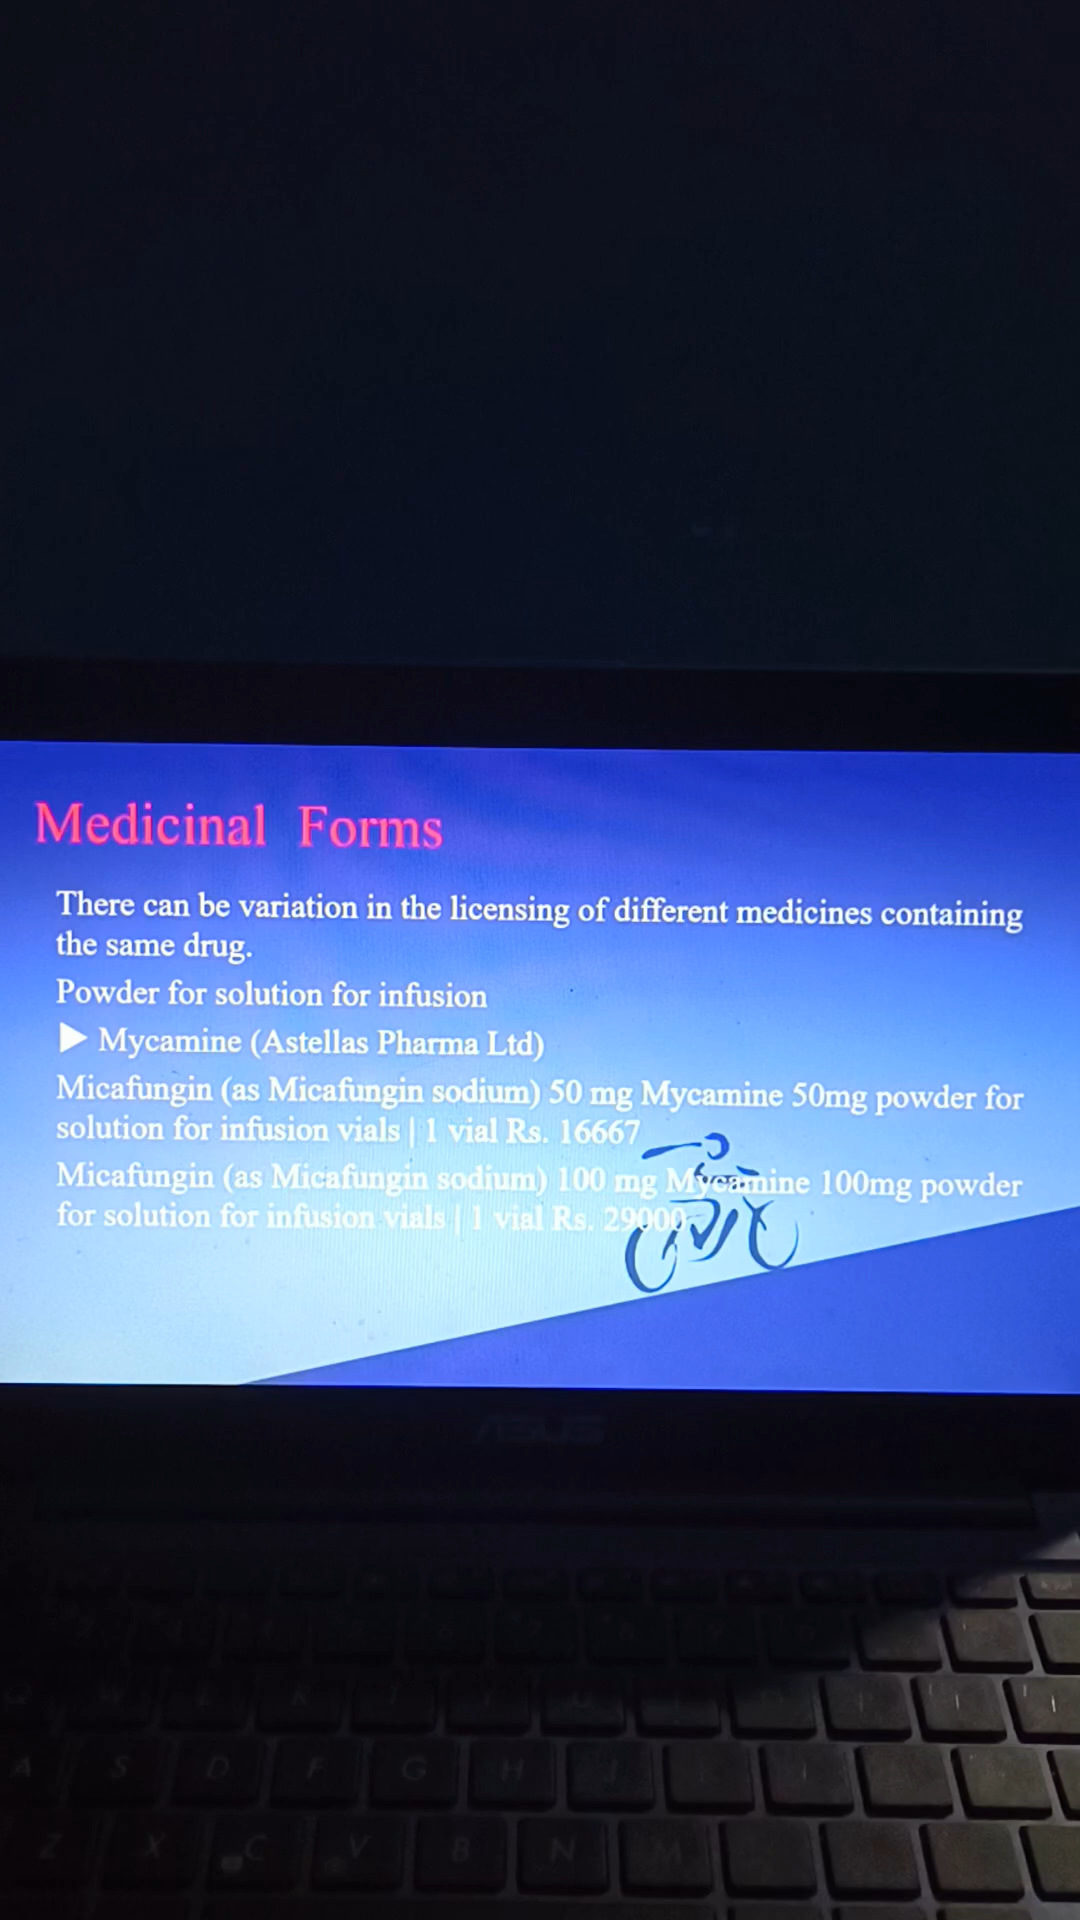 Medicinal Forms
There can be variation in the licensing of different medicines containing
the same drug.
Powder for solution for infusion
▶ Mycamine (Astellas Pharma Ltd)
Micafungin (as Micafungin sodium) 50 mg Mycamine 50mg powder for
solution for infusion vials | 1 vial Rs. 16667
Micafungin (as Micafungin sodium) 100 mg Mycamine 100mg powder
for solution for infusion vials | 1 vial Rs. 29000
ASUS
A S D F G H J
Z X C V B N M